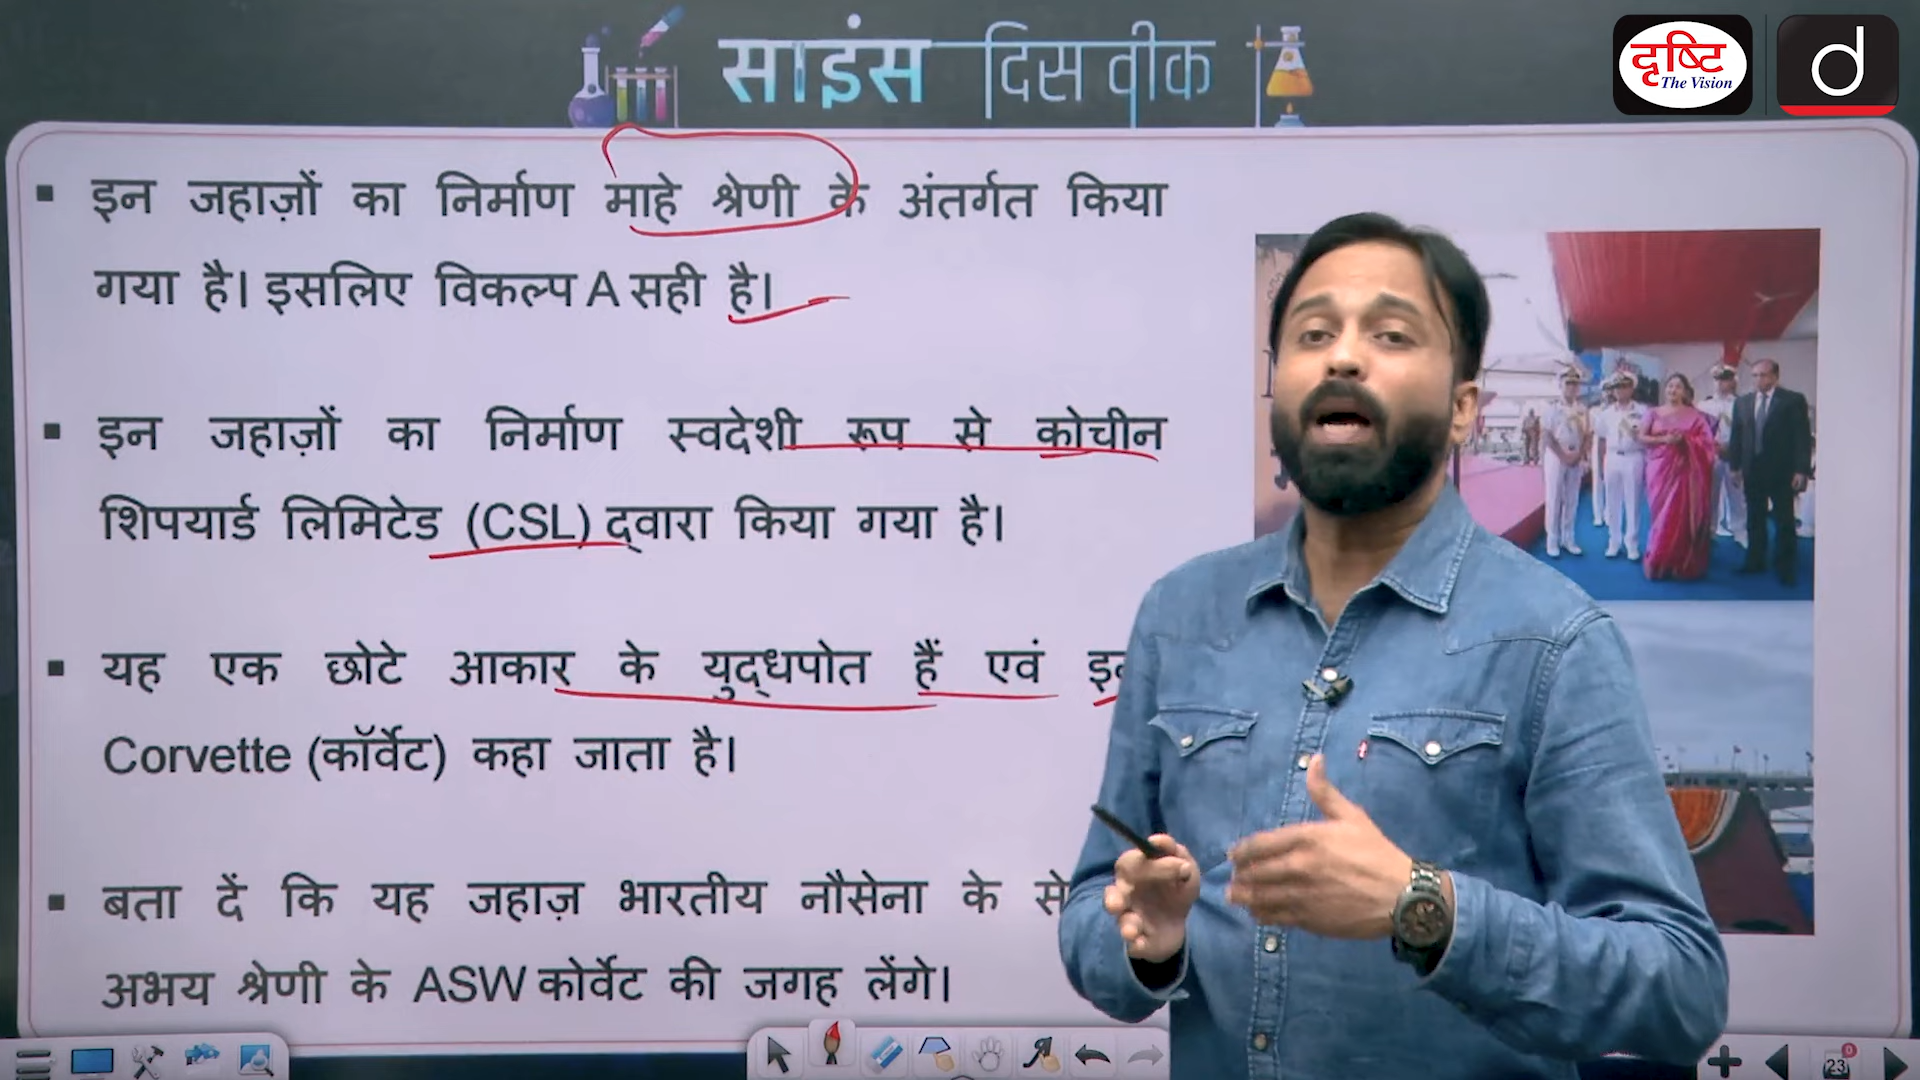 साइंस दिस वीक
दृष्टि
The Vision
d
इन जहाज़ों का निर्माण माहे श्रेणी के अंतर्गत किया
गया है। इसलिए विकल्प A सही है।
इन जहाज़ों का निर्माण स्वदेशी रूप से कोचीन
शिपयार्ड लिमिटेड (CSL) द्वारा किया गया है।
यह एक छोटे आकार के युद्धपोत हैं एवं
Corvette (कॉर्वेट) कहा जाता है।
बता दें कि यह जहाज़ भारतीय नौसेना के
अभय श्रेणी के ASW कोर्वेट की जगह लेंगे।
23